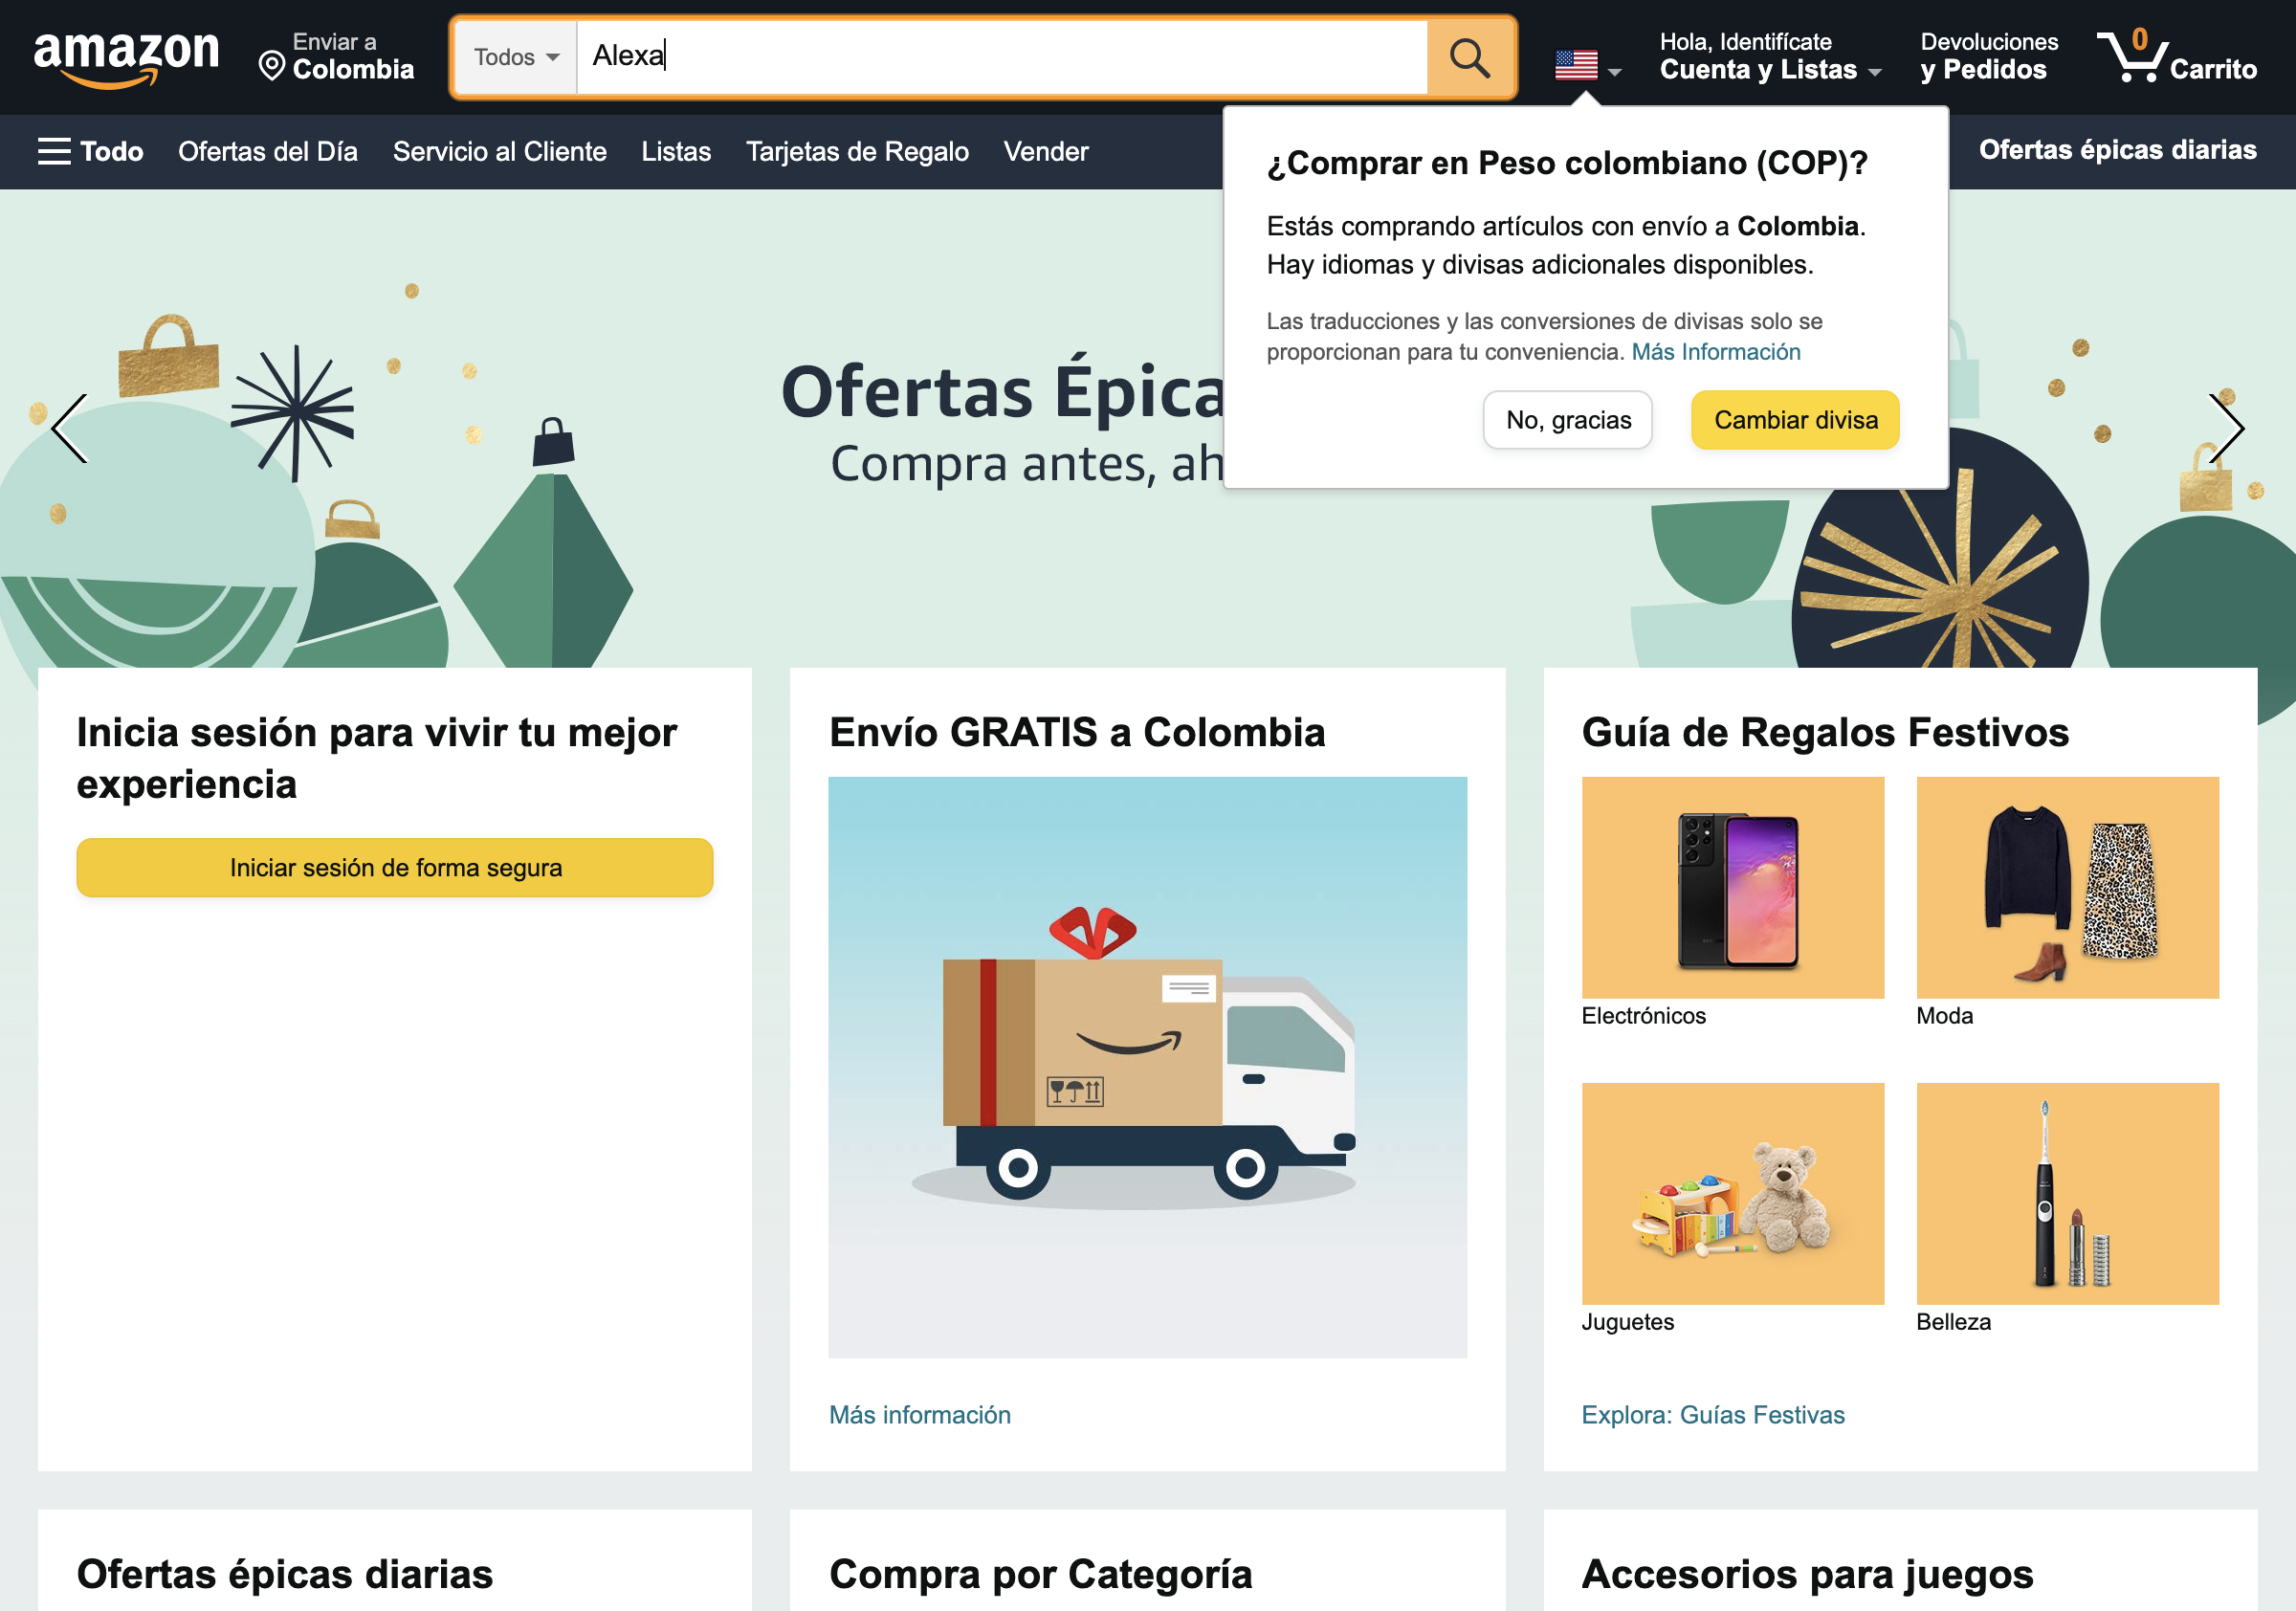 amazon
Enviar a
Colombia
Todos
Alexa
Hola, Identifícate
Cuenta y Listas
Devoluciones
y Pedidos
0
Carrito
Todo
Ofertas del Día
Servicio al Cliente
Listas
Tarjetas de Regalo
Vender
Ofertas épicas diarias
¿Comprar en Peso colombiano (COP)?
Estás comprando artículos con envío a Colombia.
Hay idiomas y divisas adicionales disponibles.
Las traducciones y las conversiones de divisas solo se
proporcionan para tu conveniencia. Más Información
No, gracias
Cambiar divisa
Ofertas Épica
Compra antes, ah
Inicia sesión para vivir tu mejor
experiencia
Iniciar sesión de forma segura
Envío GRATIS a Colombia
Más información
Guía de Regalos Festivos
Electrónicos
Moda
Juguetes
Belleza
Explora: Guías Festivas
Ofertas épicas diarias
Compra por Categoría
Accesorios para juegos